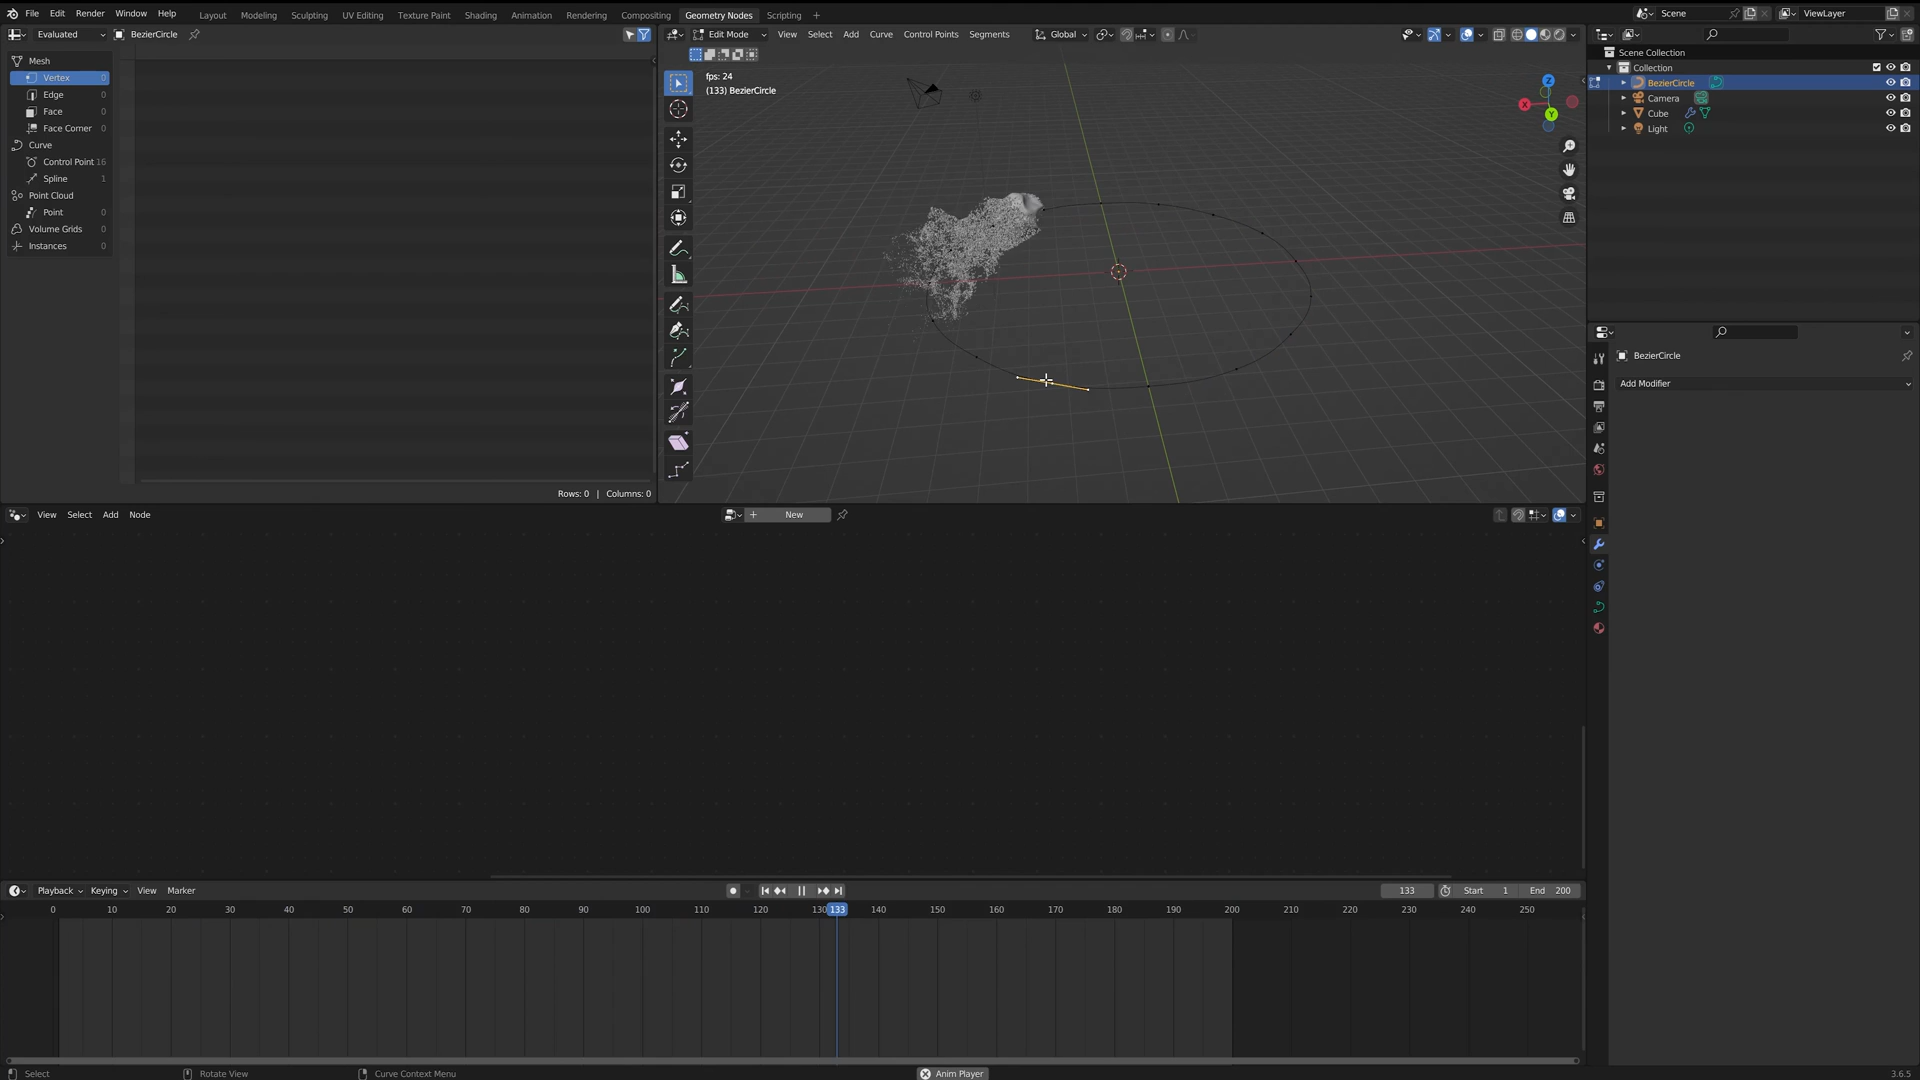 File Edit Render Window Help Layout Modeling Sculpting UV Editing Texture Paint Shading Animation Rendering Compositing Geometry Nodes Scripting + Scene ViewLayer
Evaluated BezierCircle
Edit Mode View Select Add Curve Control Points Segments Global
Mesh
Vertex 0
Edge 0
Face 0
Face Corner 0
Curve
Control Point 16
Spline 1
Point Cloud
Point 0
Volume Grids 0
Instances 0
Rows: 0 | Columns: 0
fps: 24
(133) BezierCircle
Z
X
Y
Scene Collection
Collection
BezierCircle
Camera
Cube
Light
BezierCircle
Add Modifier
View Select Add Node
+ New
Playback Keying View Marker
133 Start 1 End 200
0 10 20 30 40 50 60 70 80 90 100 110 120 130 133 140 150 160 170 180 190 200 210 220 230 240 250
Select Rotate View Curve Context Menu Anim Player 3.6.5